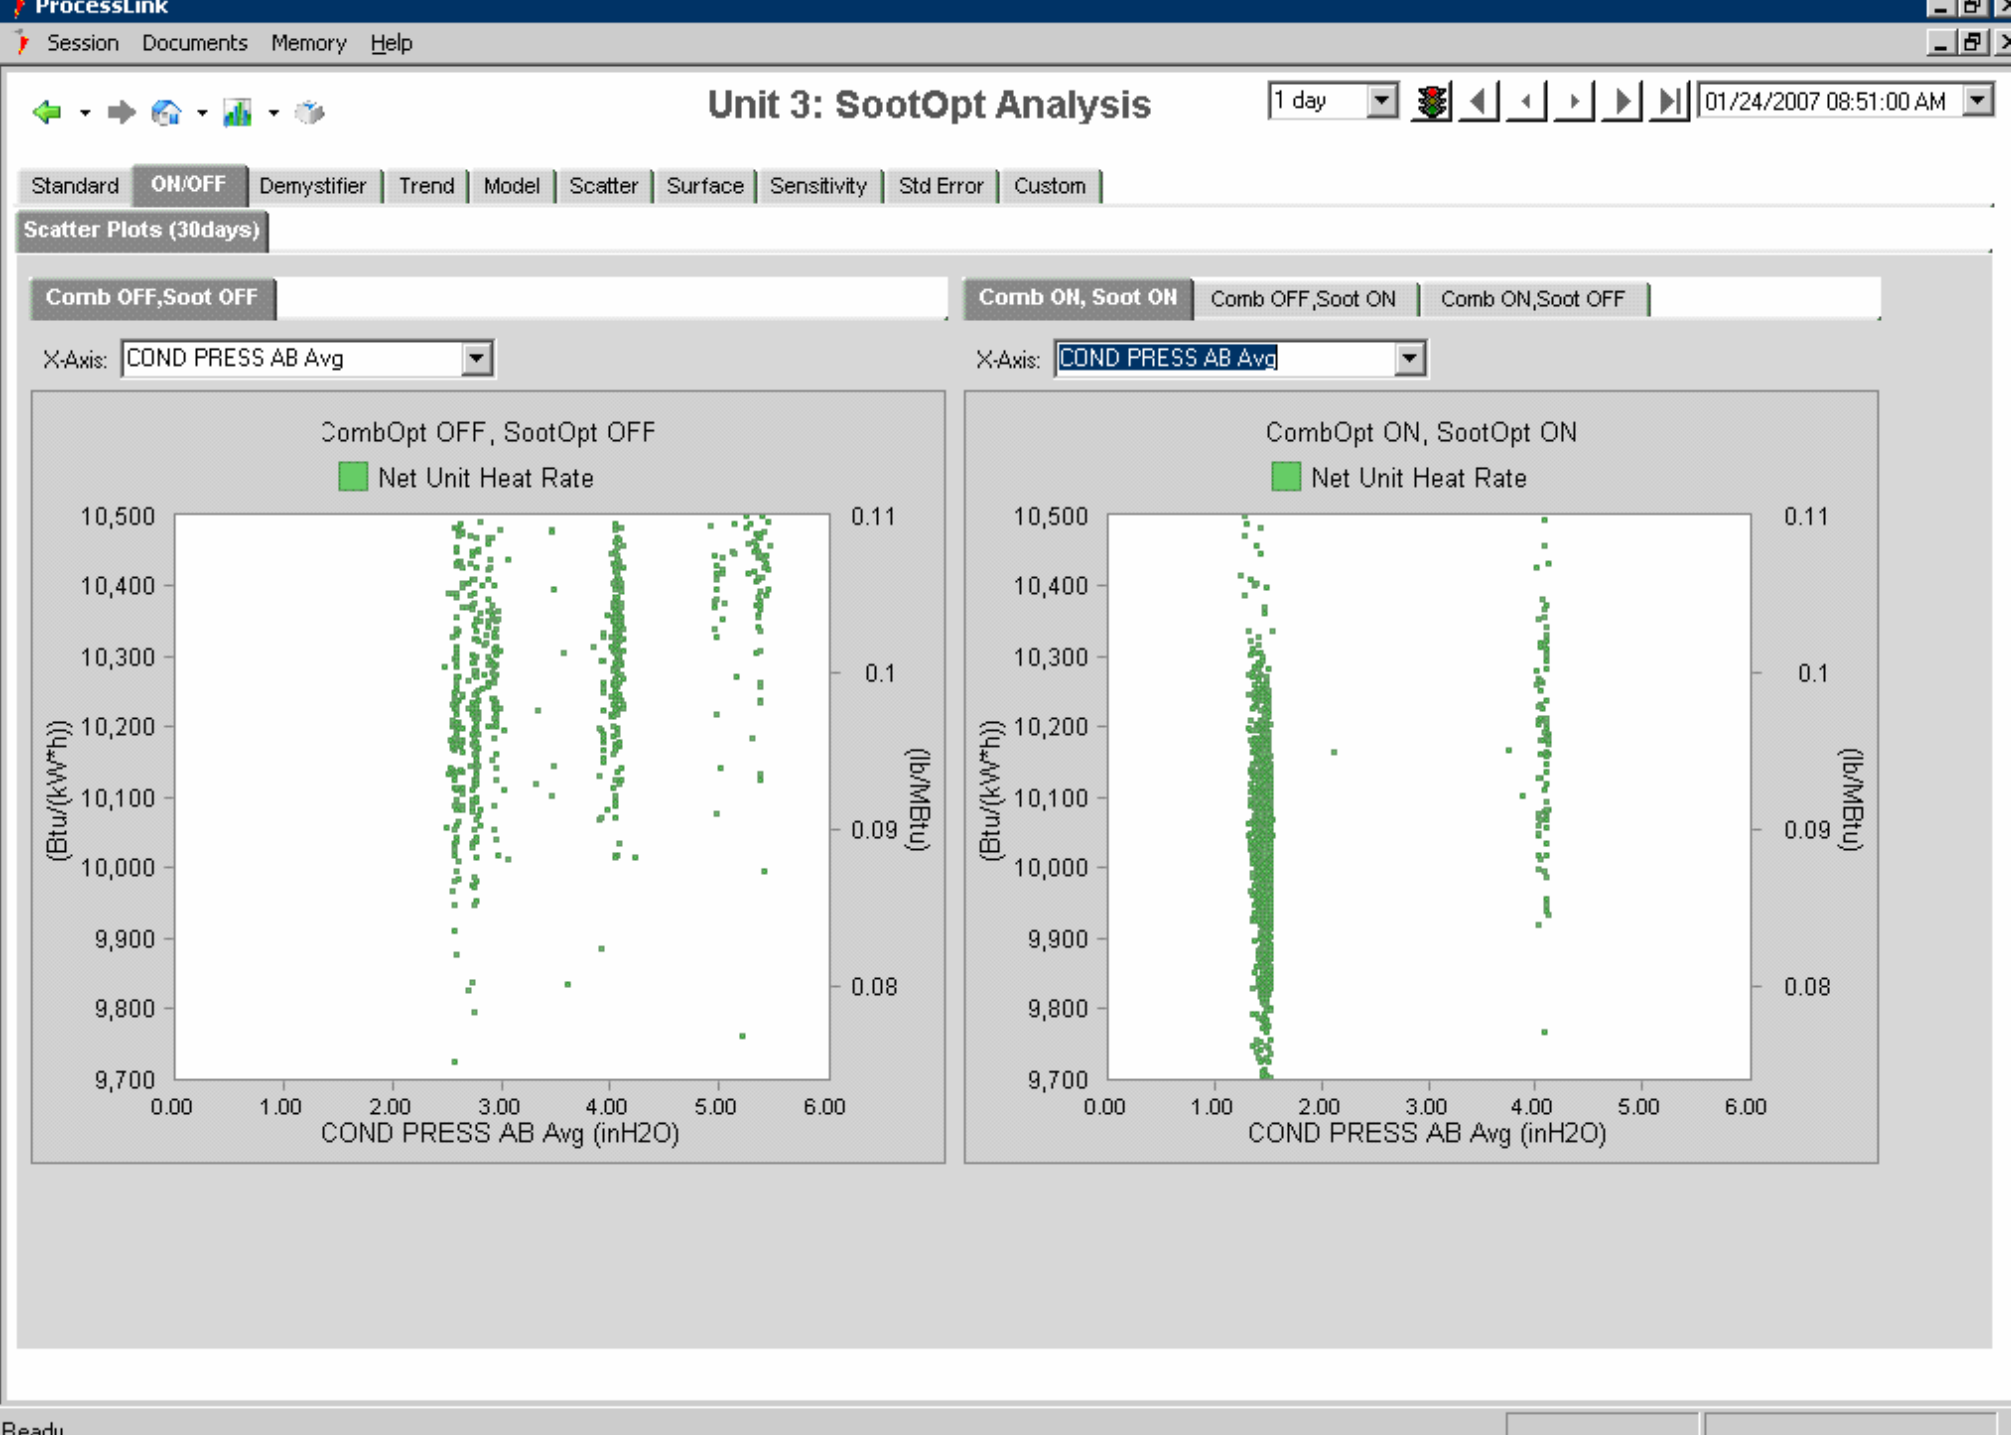 ProcessLink
Session Documents Memory Help
Unit 3: SootOpt Analysis
1 day
01/24/2007 08:51:00 AM
Standard ON/OFF Demystifier Trend Model Scatter Surface Sensitivity Std Error Custom
Scatter Plots (30days)
Comb OFF,Soot OFF
X-Axis: COND PRESS AB Avg
CombOpt OFF, SootOpt OFF
Net Unit Heat Rate
10,500
10,400
10,300
10,200
10,100
10,000
9,900
9,800
9,700
(Btu/(kW*h))
0.11
0.1
0.09
0.08
(lb/MBtu)
0.00 1.00 2.00 3.00 4.00 5.00 6.00
COND PRESS AB Avg (inH2O)
Comb ON, Soot ON Comb OFF,Soot ON Comb ON,Soot OFF
X-Axis: COND PRESS AB Avg
CombOpt ON, SootOpt ON
Net Unit Heat Rate
10,500
10,400
10,300
10,200
10,100
10,000
9,900
9,800
9,700
(Btu/(kW*h))
0.11
0.1
0.09
0.08
(lb/MBtu)
0.00 1.00 2.00 3.00 4.00 5.00 6.00
COND PRESS AB Avg (inH2O)
Ready